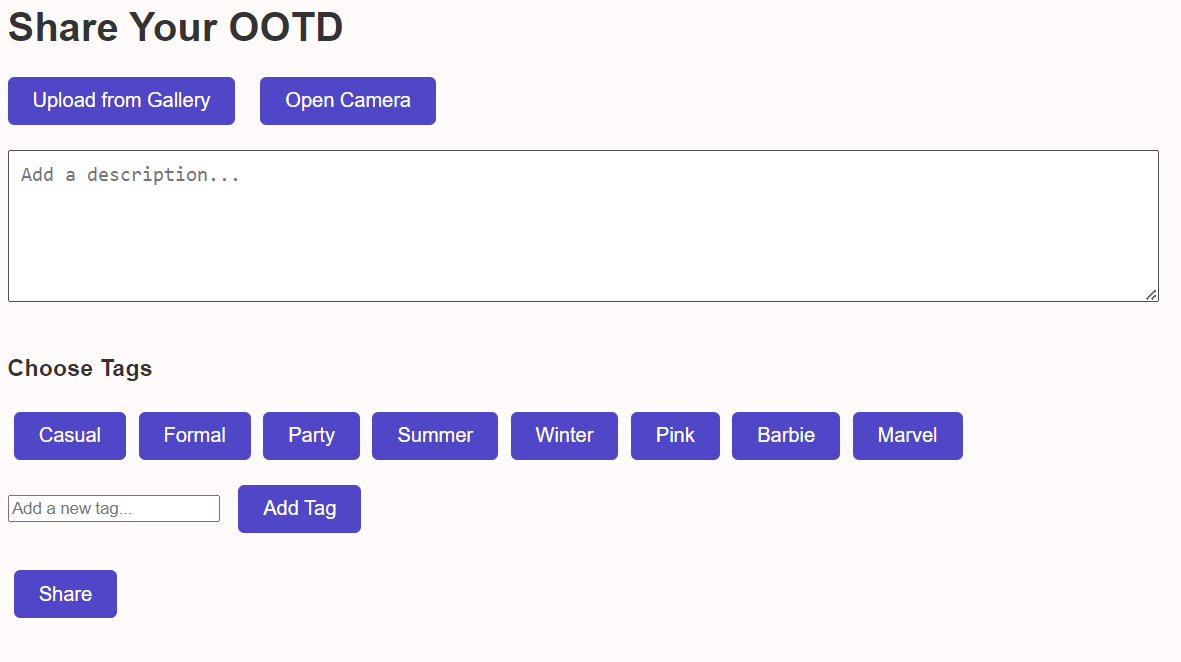 Share Your OOTD
Upload from Gallery Open Camera
Add a description...
Choose Tags
Casual Formal Party Summer Winter Pink Barbie Marvel
Add a new tag... Add Tag
Share